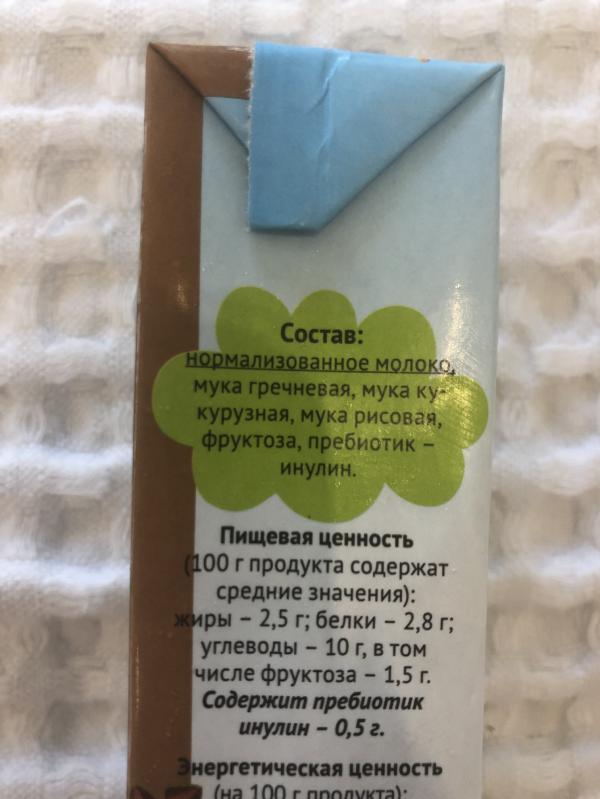 Состав:
нормализованное молоко,
мука гречневая, мука ку-
курузная, мука рисовая,
фруктоза, пребиотик –
инулин.
Пищевая ценность
(100 г продукта содержат
средние значения):
жиры – 2,5 г; белки – 2,8 г;
углеводы – 10 г, в том
числе фруктоза – 1,5 г.
Содержит пребиотик
инулин – 0,5 г.
Энергетическая ценность
(на 100 г продукта):